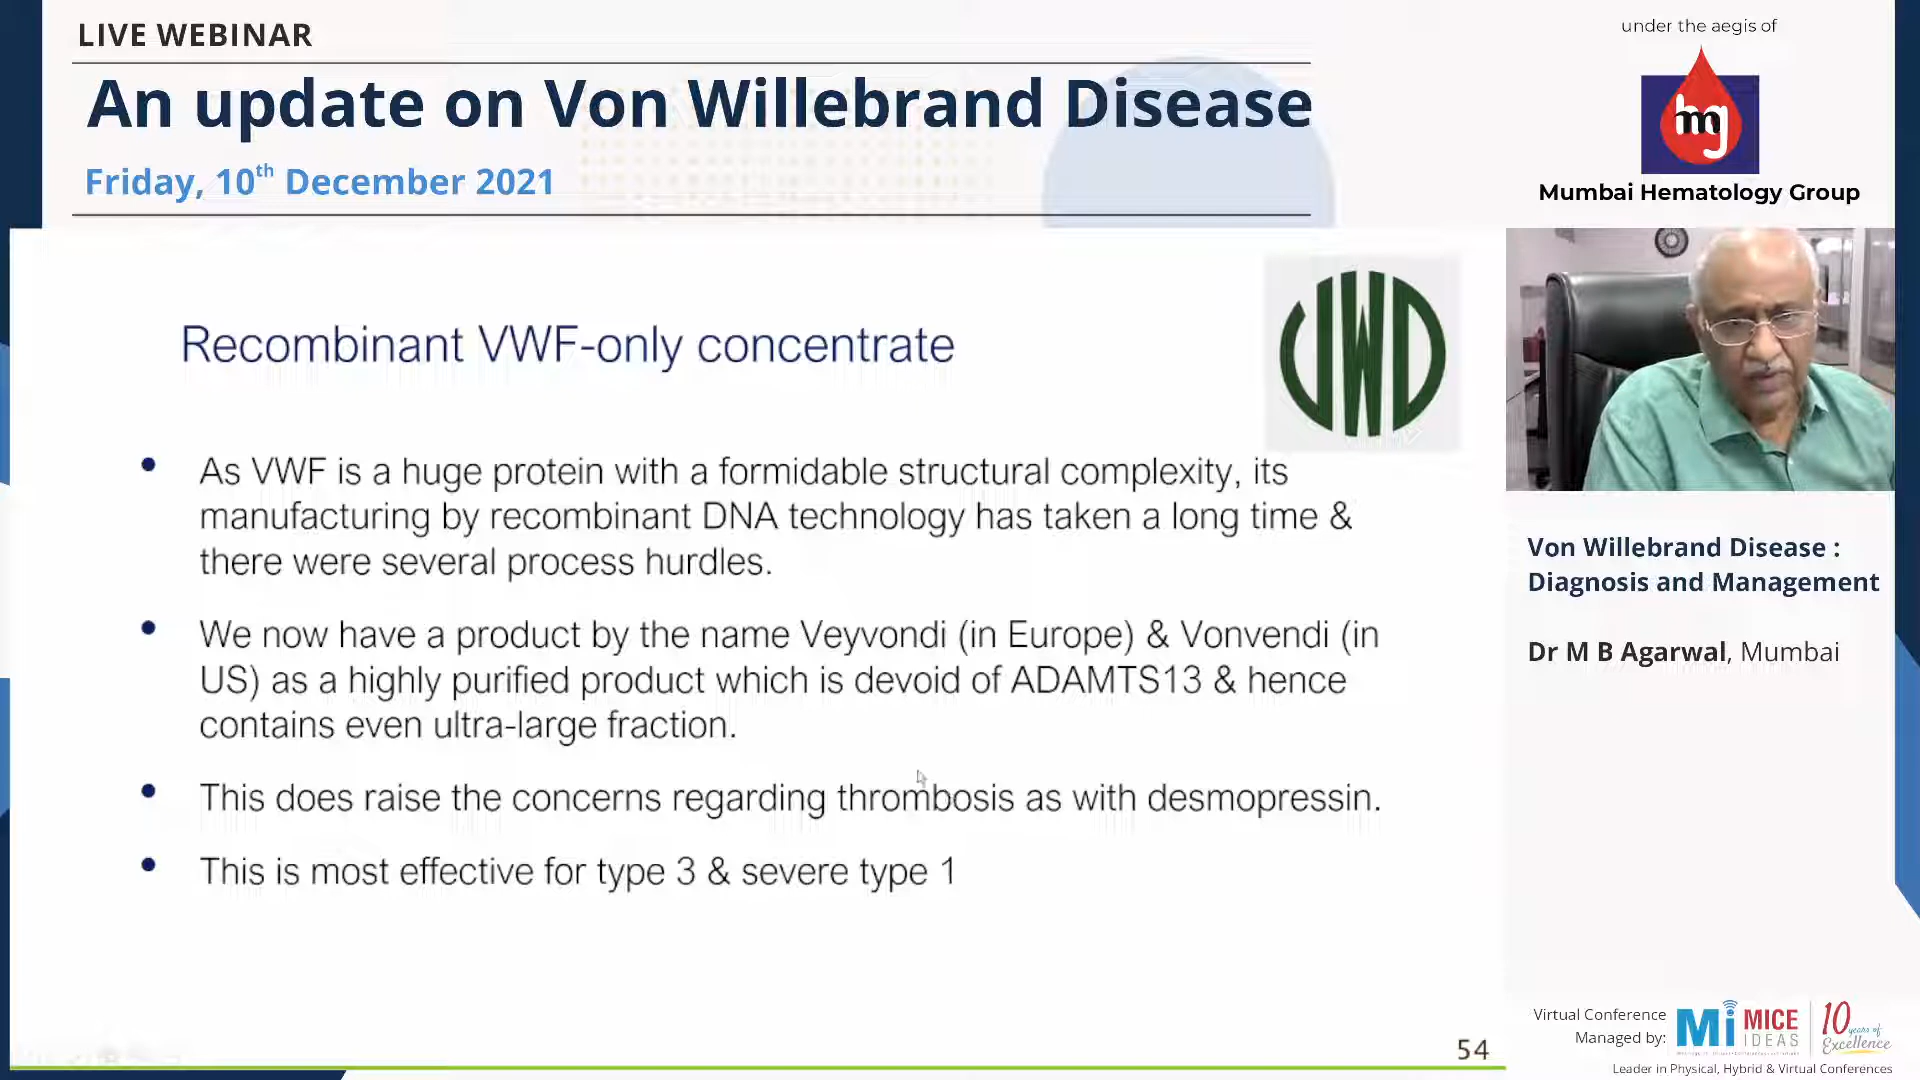 LIVE WEBINAR
An update on Von Willebrand Disease
Friday, 10th December 2021
under the aegis of
mg
Mumbai Hematology Group
VWD
Recombinant VWF-only concentrate
• As VWF is a huge protein with a formidable structural complexity, its
manufacturing by recombinant DNA technology has taken a long time &
there were several process hurdles.
• We now have a product by the name Veyvondi (in Europe) & Vonvendi (in
US) as a highly purified product which is devoid of ADAMTS13 & hence
contains even ultra-large fraction.
• This does raise the concerns regarding thrombosis as with desmopressin.
• This is most effective for type 3 & severe type 1
54
Von Willebrand Disease :
Diagnosis and Management
Dr M B Agarwal, Mumbai
Virtual Conference
Managed by:
Mi MICE
IDEAS
10
years of
Excellence
Leader in Physical, Hybrid & Virtual Conferences